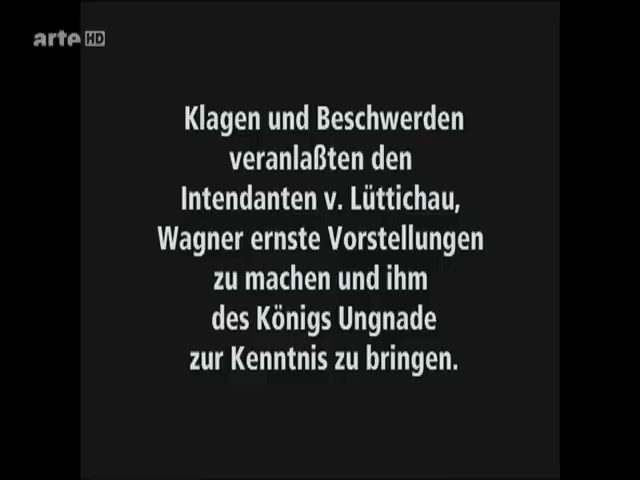 arte HD
Klagen und Beschwerden
veranlaßten den
Intendanten v. Lüttichau,
Wagner ernste Vorstellungen
zu machen und ihm
des Königs Ungnade
zur Kenntnis zu bringen.